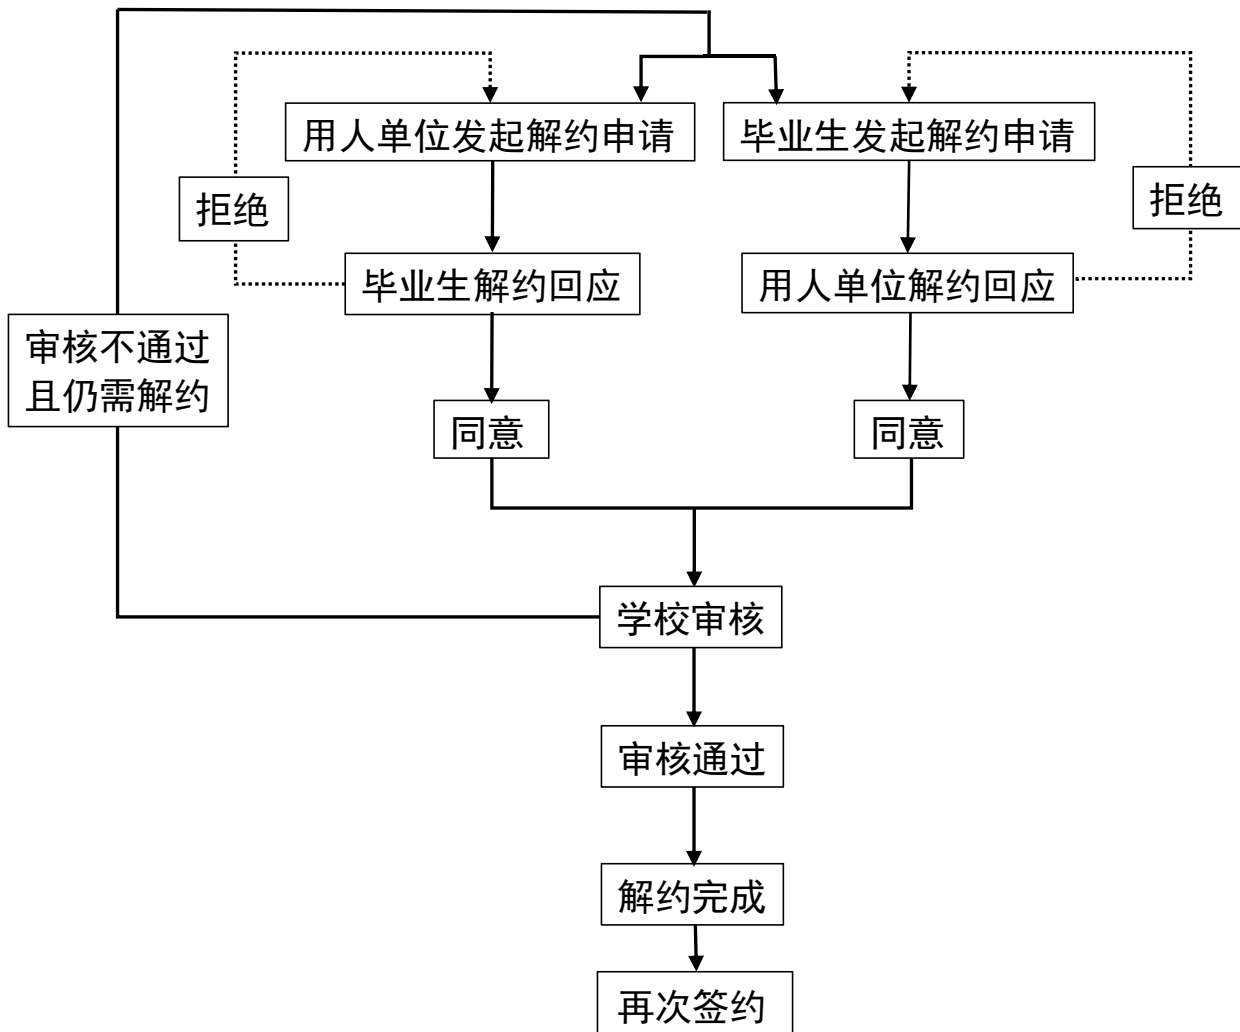 用人单位发起解约申请
毕业生发起解约申请
拒绝
拒绝
毕业生解约回应
用人单位解约回应
审核不通过
且仍需解约
同意
同意
学校审核
审核通过
解约完成
再次签约